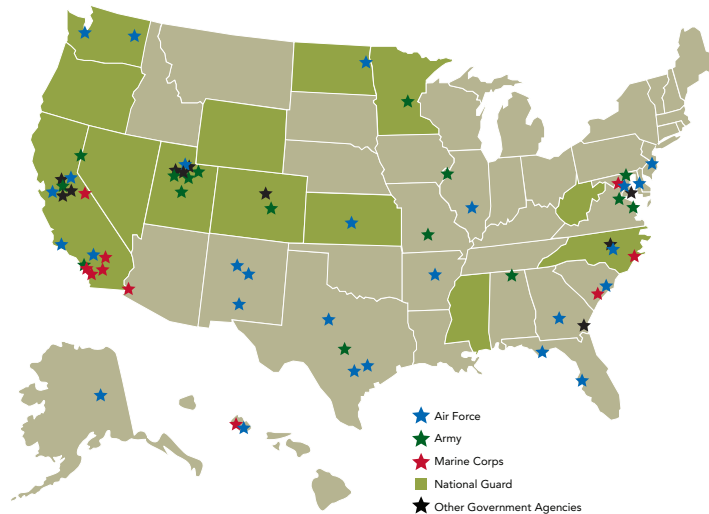 Air Force
Army
Marine Corps
National Guard
Other Government Agencies